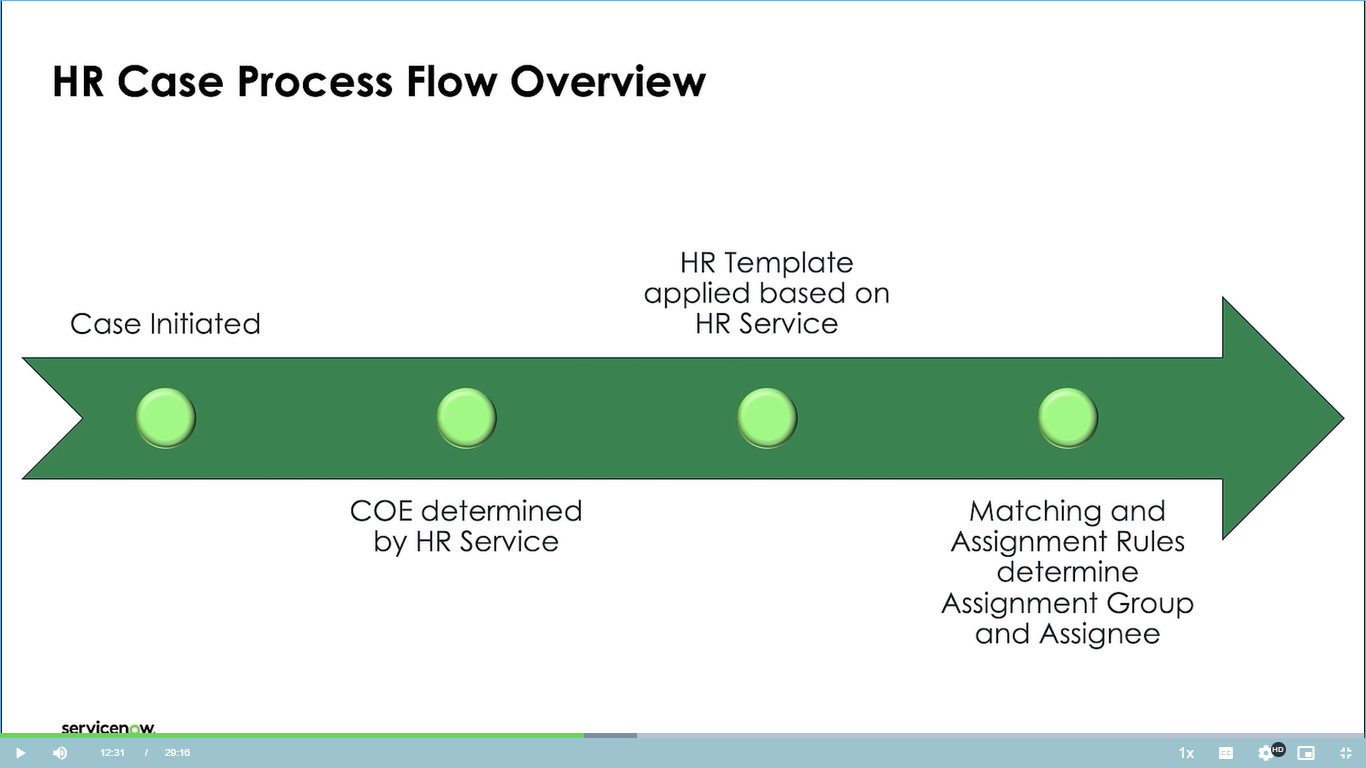 HR Case Process Flow Overview
Case Initiated
COE determined
by HR Service
HR Template
applied based on
HR Service
Matching and
Assignment Rules
determine
Assignment Group
and Assignee
servicenow.
12:31 / 29:16
1x
CC
HD